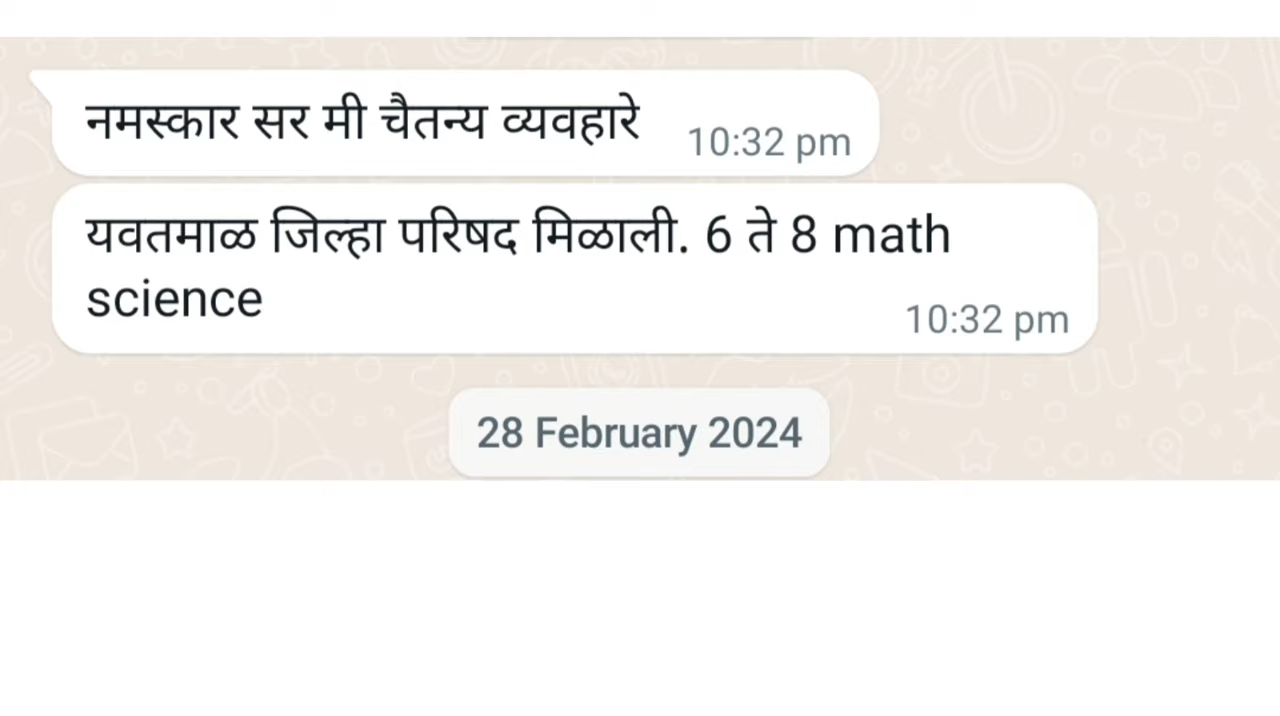 नमस्कार सर मी चैतन्य व्यवहारे
10:32 pm
यवतमाळ जिल्हा परिषद मिळाली. 6 ते 8 math
science
10:32 pm
28 February 2024